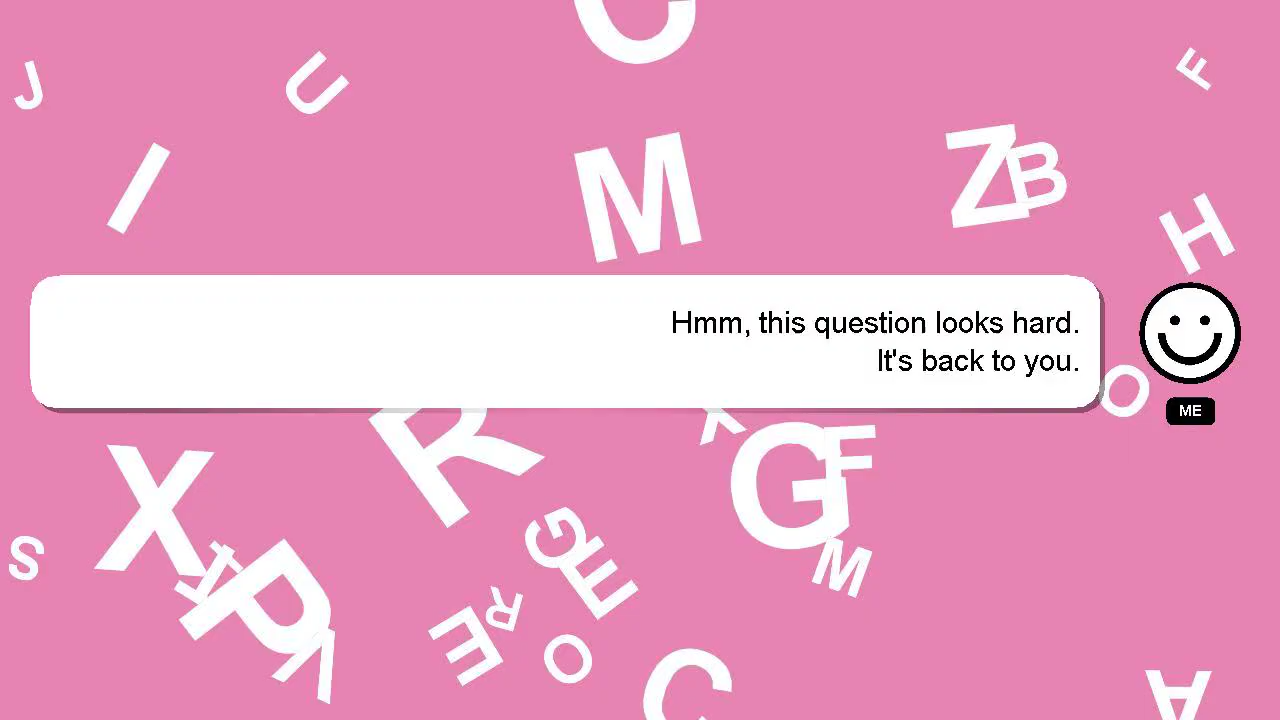 C
J
U
F
I
M
Z
B
H
Hmm, this question looks hard.
It's back to you.
ME
O
R
X
G
F
X
G
E
S
M
I
P
R
E
V
O
C
A